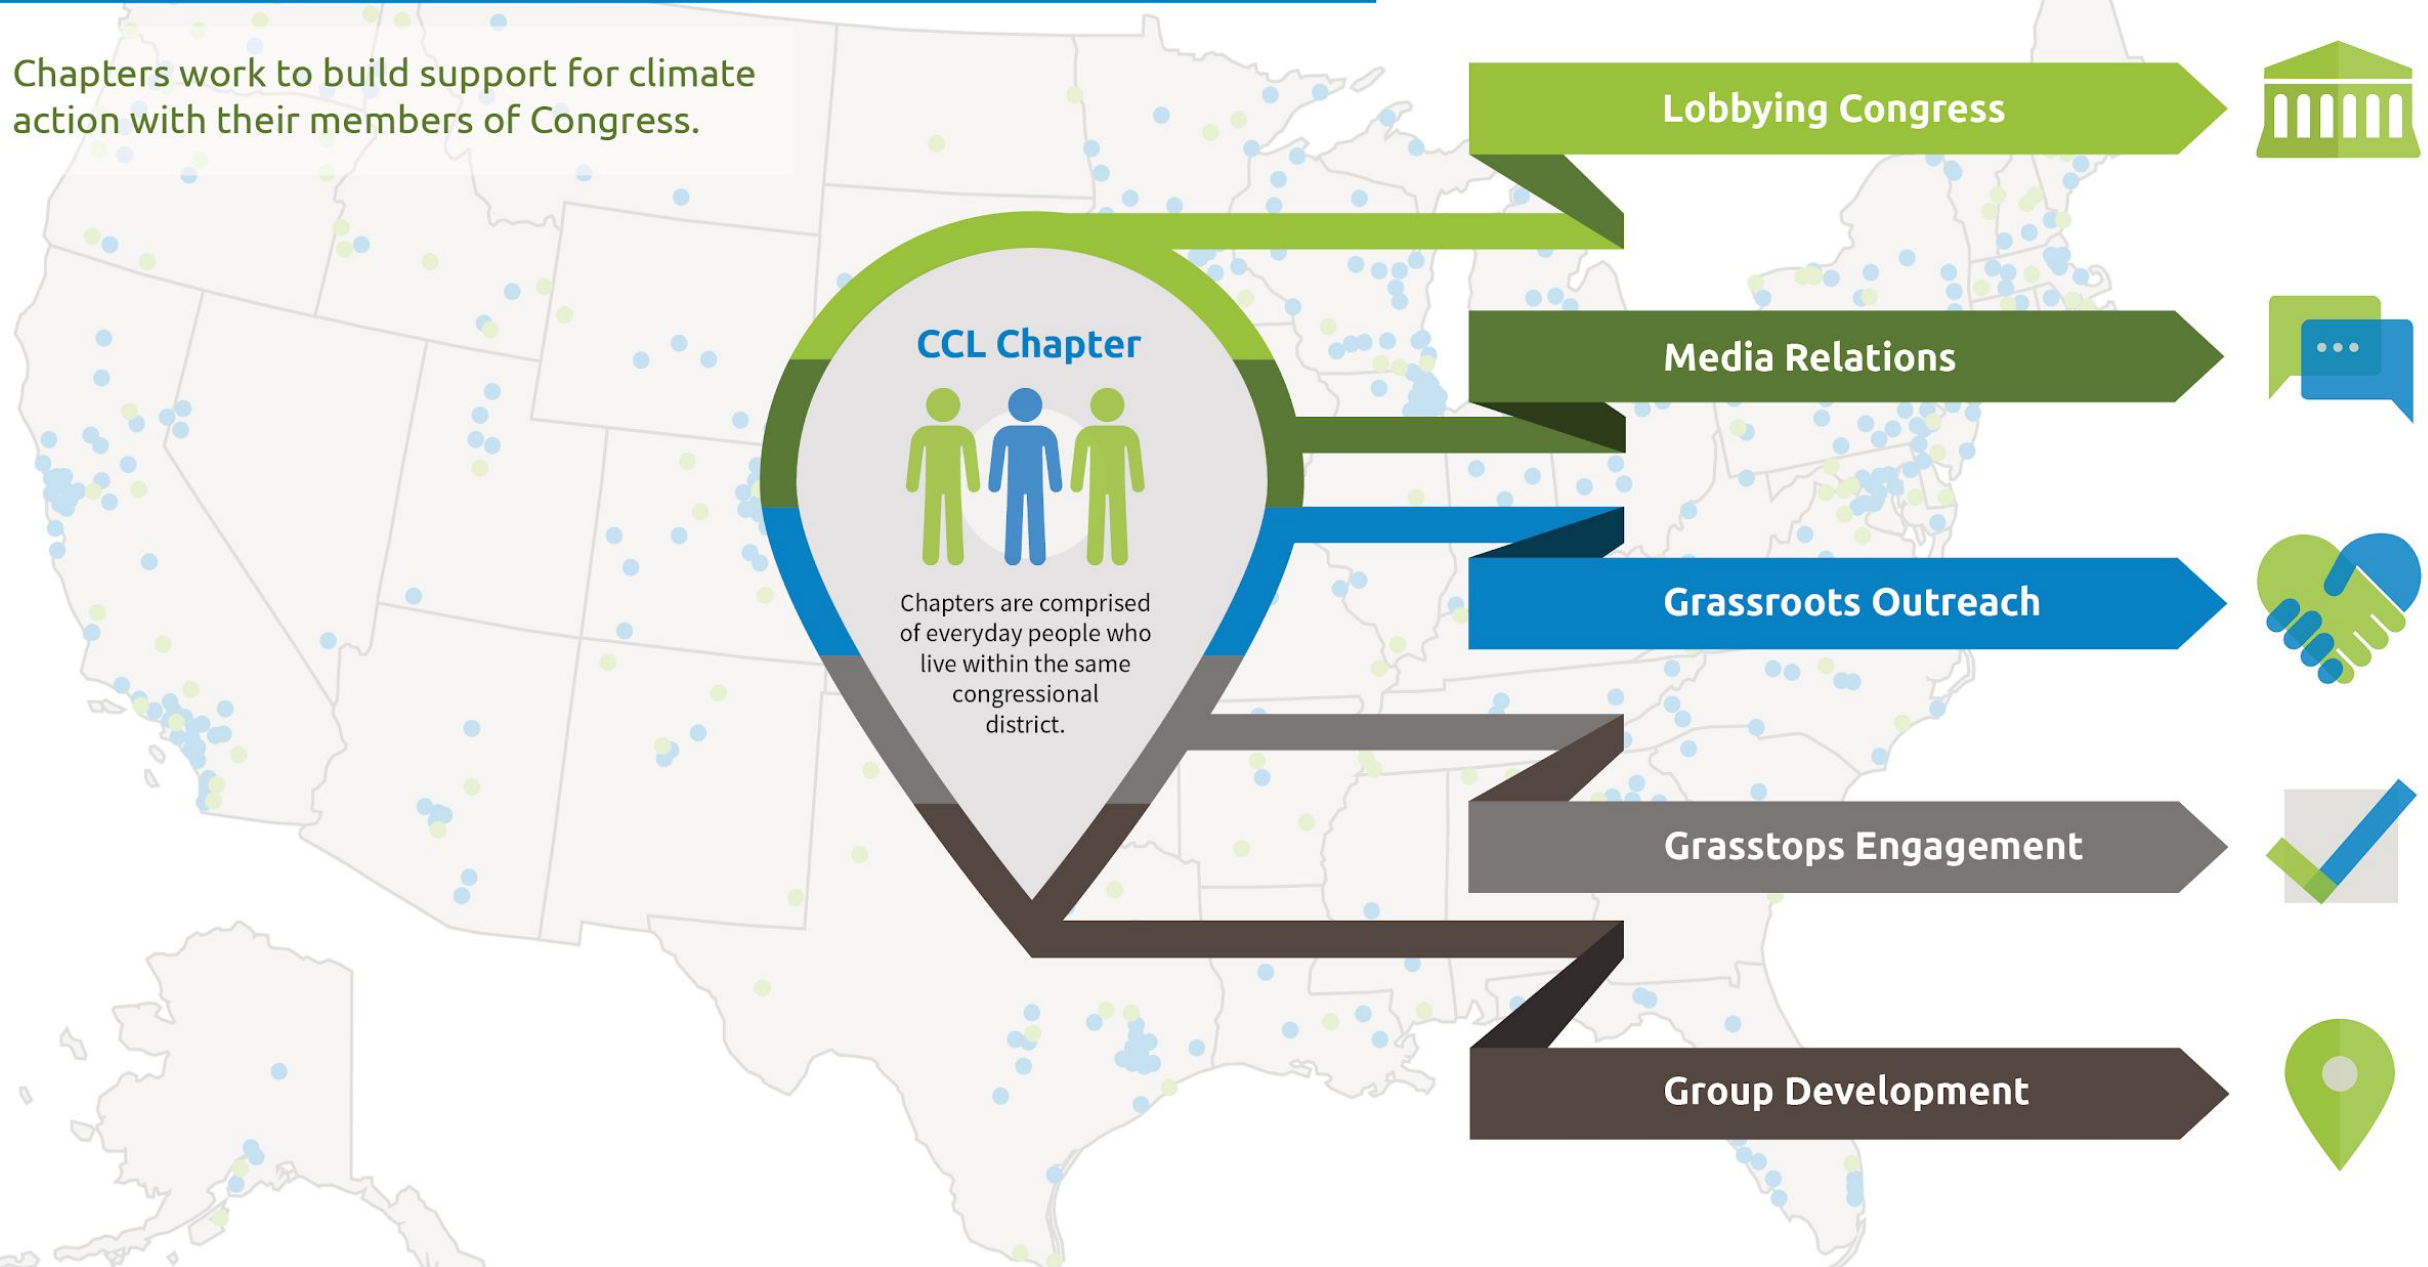 Chapters work to build support for climate
action with their members of Congress.
CCL Chapter
Chapters are comprised
of everyday people who
live within the same
congressional
district.
Lobbying Congress
Media Relations
Grassroots Outreach
Grasstops Engagement
Group Development